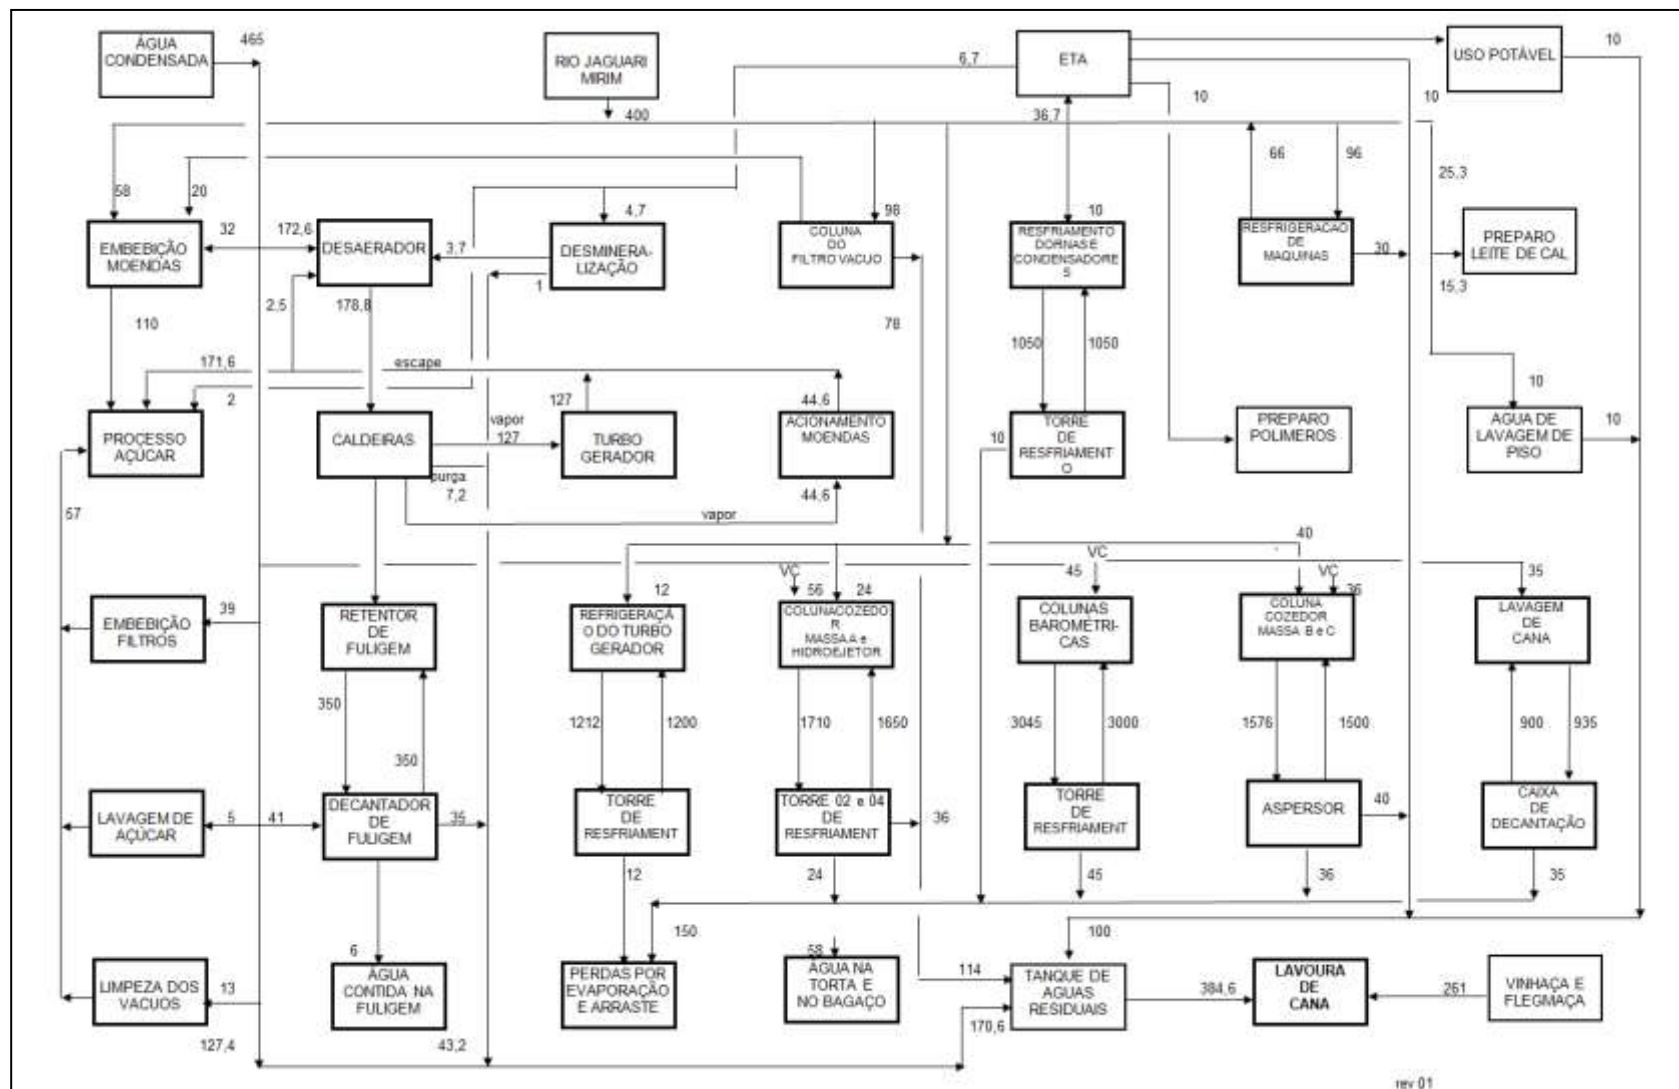 ÁGUA
CONDENSADA
465
RIO JAGUARI
MIRIM
400
6,7
ETA
10
36,7
USO POTÁVEL
10
10
58
20
98
66
96
25,3
EMBEBIÇÃO
MOENDAS
32
172,6
DESAERADOR
3,7
4,7
DESMINERA-
LIZAÇÃO
1
COLUNA
DO
FILTRO VACUO
10
RESFRIAMENTO
DORNAS E
CONDENSADORE
S
RESFRIGERACAO
DE
MAQUINAS
30
PREPARO
LEITE DE CAL
15,3
110
2,5
178,8
78
1050
1050
171,6
escape
2
10
PROCESSO
AÇÚCAR
CALDEIRAS
vapor
127
127
TURBO
GERADOR
44.6
ACIONAMENTO
MOENDAS
44.6
10
TORRE
DE
RESFRIAMENT
O
PREPARO
POLIMEROS
AGUA DE
LAVAGEM DE
PISO
10
purga
7,2
vapor
57
40
VC
VC
VC
39
EMBEBIÇÃO
FILTROS
RETENTOR
DE
FULIGEM
12
REFRIGERAÇÃ
O DO TURBO
GERADOR
56
24
COLUNACOZEDO
R
MASSA A e
HIDROEJETOR
45
COLUNAS
BAROMÉTRI-
CAS
36
COLUNA
COZEDOR
MASSA B e C
35
LAVAGEM
DE
CANA
350
350
1212
1200
1710
1650
3045
3000
1576
1500
900
935
LAVAGEM DE
AÇÚCAR
5
41
DECANTADOR
DE
FULIGEM
35
TORRE
DE
RESFRIAMENT
TORRE 02 e 04
DE
RESFRIAMENT
36
TORRE
DE
RESFRIAMENT
ASPERSOR
40
CAIXA
DE
DECANTAÇÃO
12
24
45
36
35
6
150
58
100
LIMPEZA DOS
VACUOS
13
ÁGUA
CONTIDA NA
FULIGEM
PERDAS POR
EVAPORAÇÃO
E ARRASTE
ÁGUA NA
TORTA E
NO BAGAÇO
114
TANQUE DE
AGUAS
RESIDUAIS
384,6
LAVOURA
DE
CANA
261
VINHAÇA E
FLEGMAÇA
127,4
43,2
170,6
rev 01